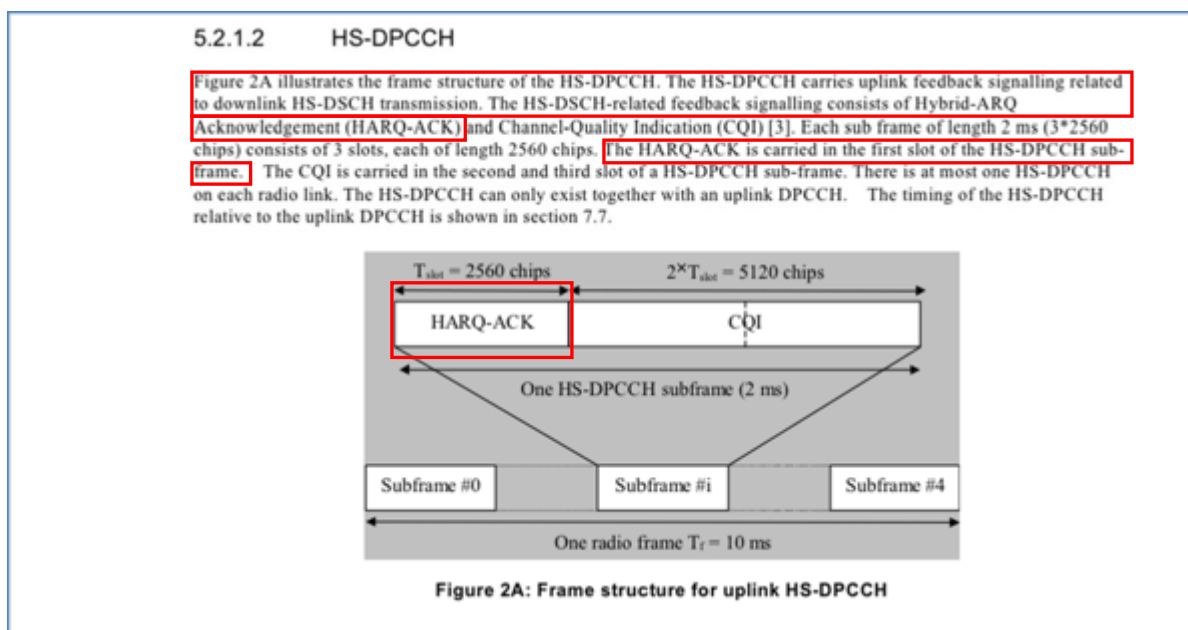 5.2.1.2 HS-DPCCH
Figure 2A illustrates the frame structure of the HS-DPCCH. The HS-DPCCH carries uplink feedback signalling related
to downlink HS-DSCH transmission. The HS-DSCH-related feedback signalling consists of Hybrid-ARQ
Acknowledgement (HARQ-ACK) and Channel-Quality Indication (CQI) [3]. Each sub frame of length 2 ms (3*2560
chips) consists of 3 slots, each of length 2560 chips. The HARQ-ACK is carried in the first slot of the HS-DPCCH sub-
frame. The CQI is carried in the second and third slot of a HS-DPCCH sub-frame. There is at most one HS-DPCCH
on each radio link. The HS-DPCCH can only exist together with an uplink DPCCH. The timing of the HS-DPCCH
relative to the uplink DPCCH is shown in section 7.7.
Tslot = 2560 chips 2×Tslot = 5120 chips
HARQ-ACK CQI
One HS-DPCCH subframe (2 ms)
Subframe #0 Subframe #i Subframe #4
One radio frame Tf = 10 ms
Figure 2A: Frame structure for uplink HS-DPCCH